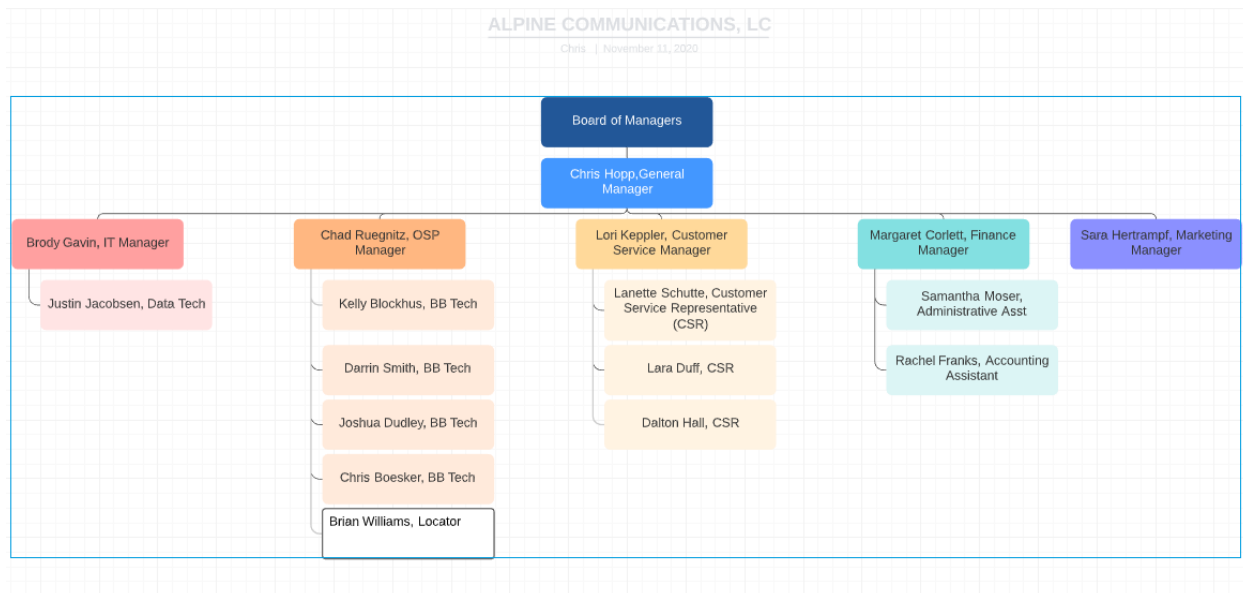 ALPINE COMMUNICATIONS, LC
Chris | November 11, 2020
Board of Managers
Chris Hopp,General
Manager
Brody Gavin, IT Manager
Justin Jacobsen, Data Tech
Chad Ruegnitz, OSP
Manager
Kelly Blockhus, BB Tech
Darrin Smith, BB Tech
Joshua Dudley, BB Tech
Chris Boesker, BB Tech
Brian Williams, Locator
Lori Keppler, Customer
Service Manager
Lanette Schutte, Customer
Service Representative
(CSR)
Lara Duff, CSR
Dalton Hall, CSR
Margaret Corlett, Finance
Manager
Samantha Moser,
Administrative Asst
Rachel Franks, Accounting
Assistant
Sara Hertrampf, Marketing
Manager